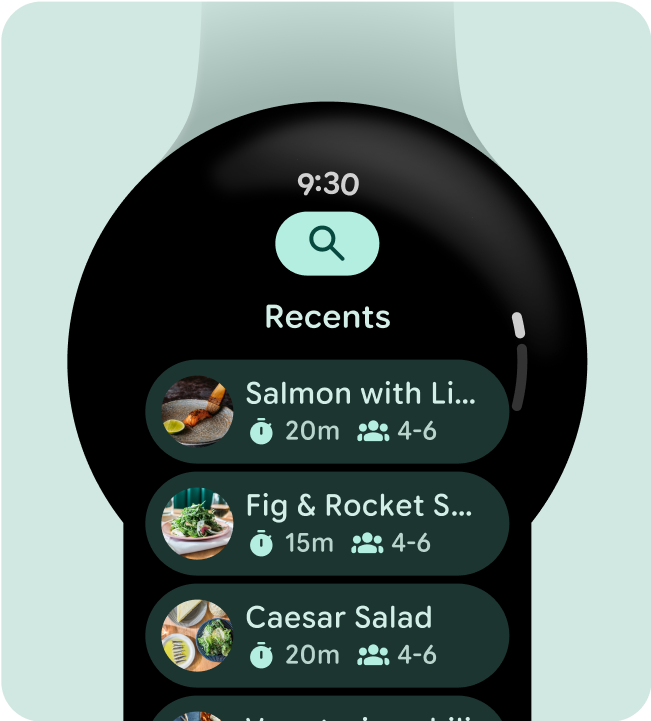 9:30
Recents
Salmon with Li...
20m 4-6
Fig & Rocket S...
15m 4-6
Caesar Salad
20m 4-6